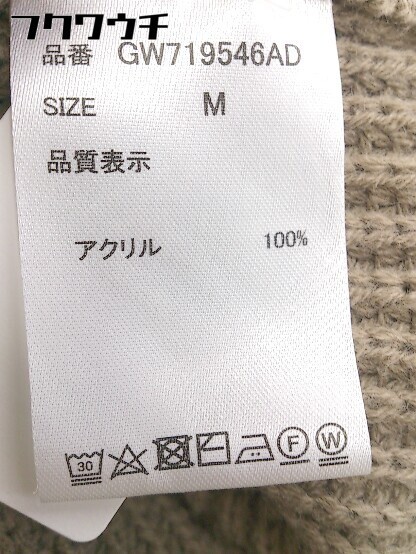 フクワウチ
品番 GW719546AD
SIZE M
品質表示
アクリル 100%
30 F W